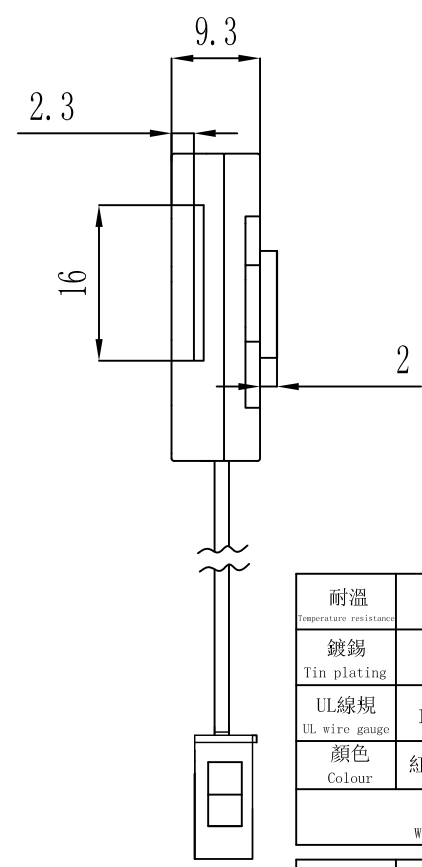 9.3
2.3
16
2
耐溫
Temperature resistance
鍍錫
Tin plating
UL線規
UL wire gauge
顏色
Colour
紅
W